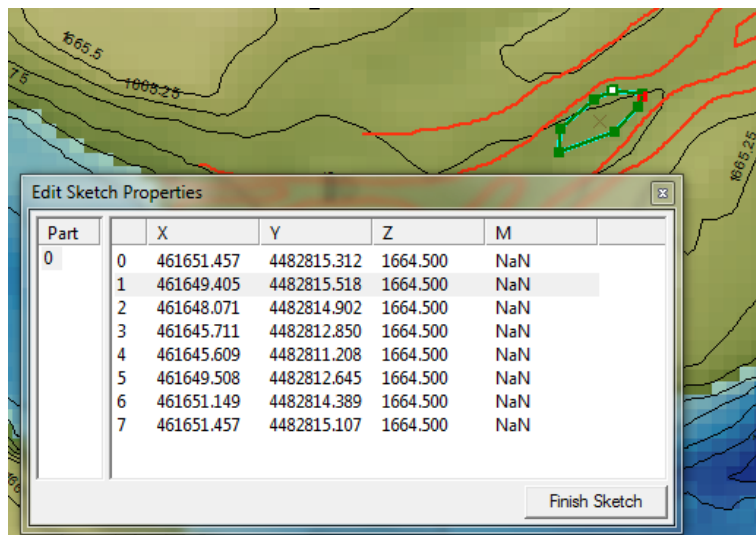 1665.5
75
1665.25
1665.25
Edit Sketch Properties
Part X Y Z M
0 0 461651.457 4482815.312 1664.500 NaN
1 461649.405 4482815.518 1664.500 NaN
2 461648.071 4482814.902 1664.500 NaN
3 461645.711 4482812.850 1664.500 NaN
4 461645.609 4482811.208 1664.500 NaN
5 461649.508 4482812.645 1664.500 NaN
6 461651.149 4482814.389 1664.500 NaN
7 461651.457 4482815.107 1664.500 NaN
Finish Sketch